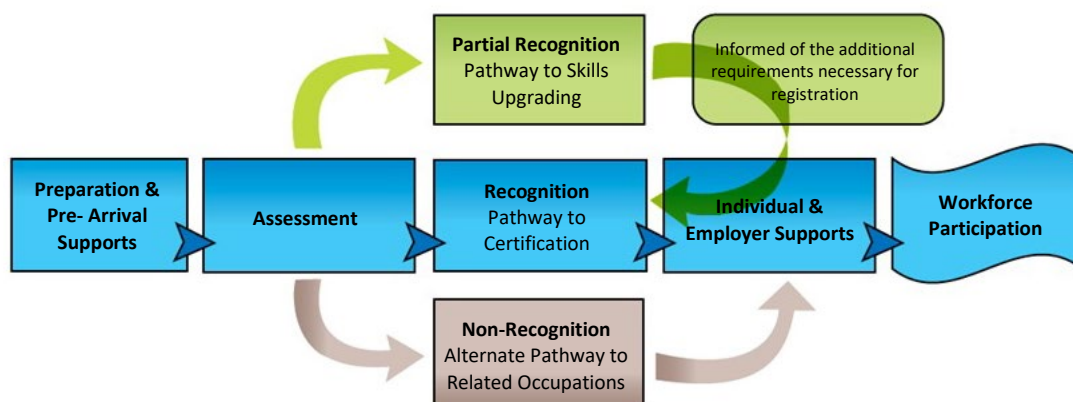 Partial Recognition
Pathway to Skills
Upgrading
Informed of the additional
requirements necessary for
registration
Preparation &
Pre- Arrival
Supports
Assessment
Recognition
Pathway to
Certification
Individual &
Employer Supports
Workforce
Participation
Non-Recognition
Alternate Pathway to
Related Occupations